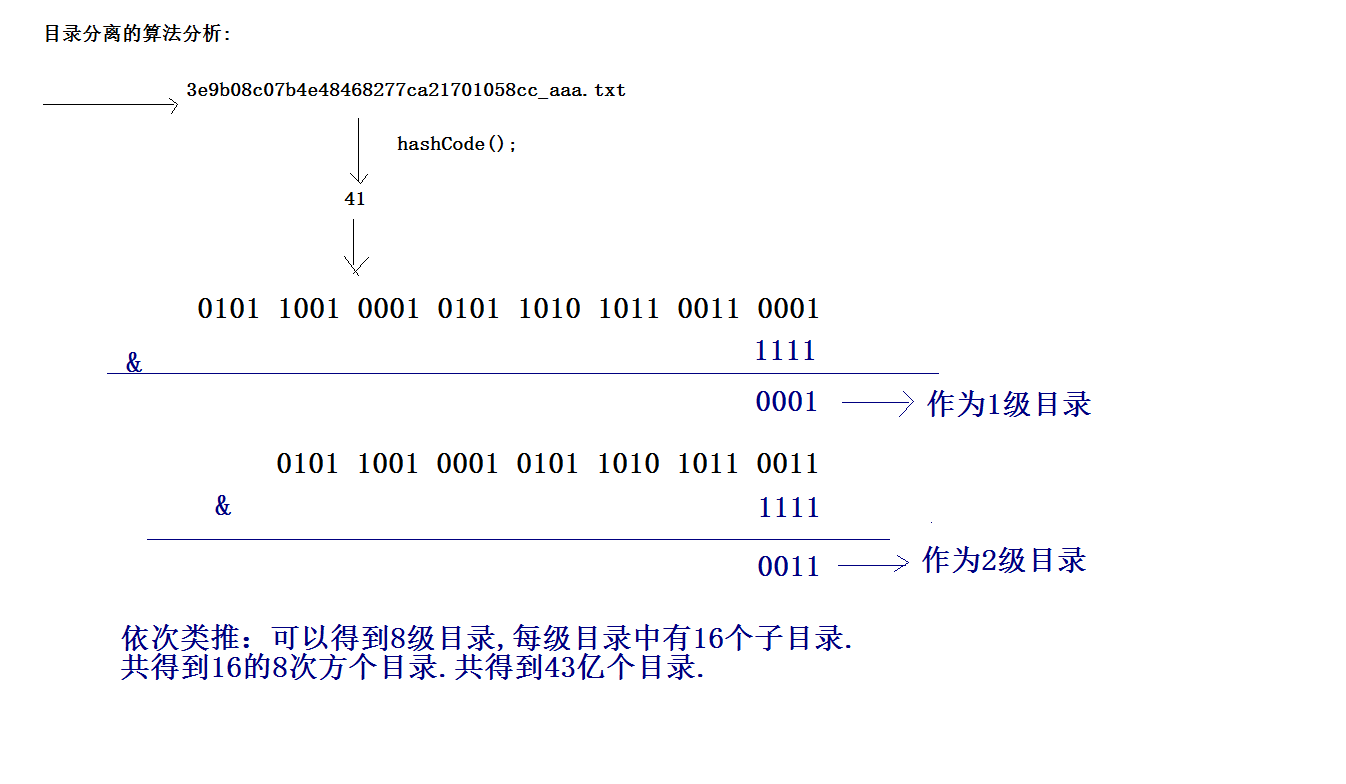 目录分离的算法分析:
3e9b08c07b4e48468277ca21701058cc_aaa.txt
hashCode();
41
0101 1001 0001 0101 1010 1011 0011 0001
&
1111
0001
作为1级目录
0101 1001 0001 0101 1010 1011 0011
&
1111
0011
作为2级目录
依次类推：可以得到8级目录,每级目录中有16个子目录.
共得到16的8次方个目录.共得到43亿个目录.